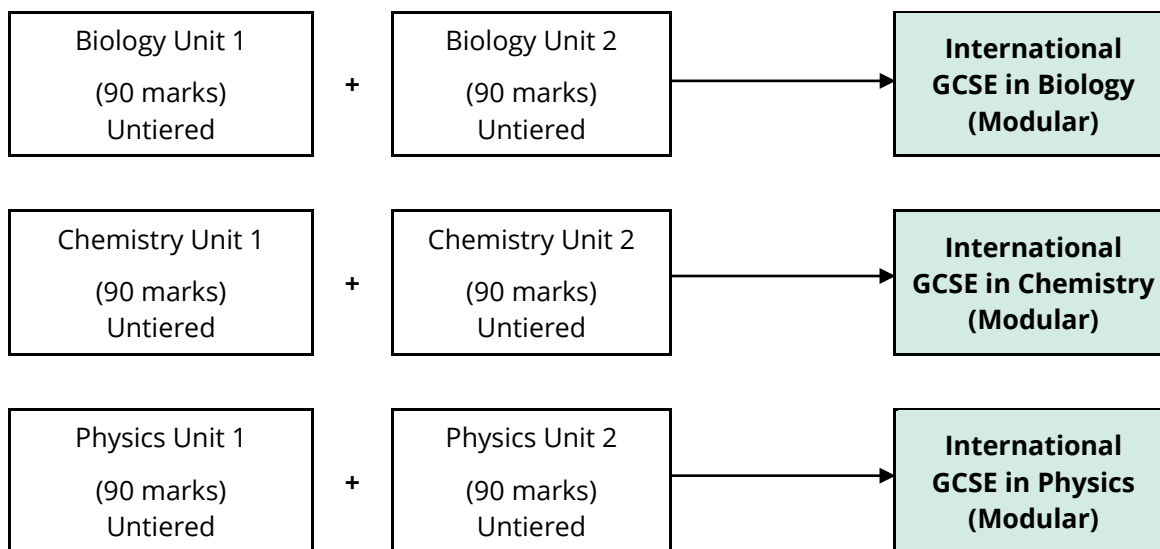 Biology Unit 1
(90 marks)
Untiered
+
Biology Unit 2
(90 marks)
Untiered
International
GCSE in Biology
(Modular)
Chemistry Unit 1
(90 marks)
Untiered
+
Chemistry Unit 2
(90 marks)
Untiered
International
GCSE in Chemistry
(Modular)
Physics Unit 1
(90 marks)
Untiered
+
Physics Unit 2
(90 marks)
Untiered
International
GCSE in Physics
(Modular)